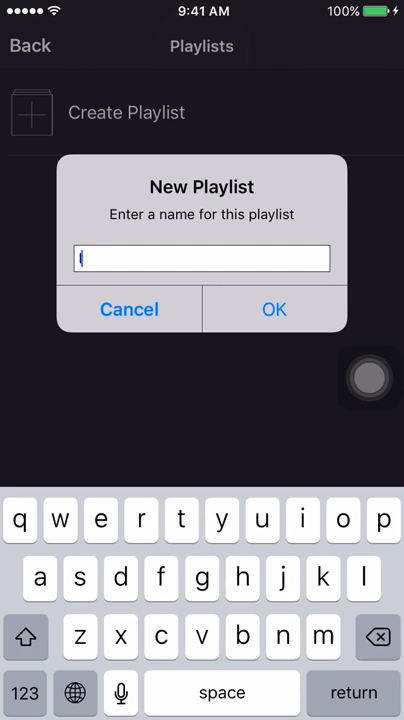 9:41 AM
100%
Back
Playlists
Create Playlist
New Playlist
Enter a name for this playlist
Cancel
OK
q w e r t y u i o p
a s d f g h j k l
z x c v b n m
123
space
return